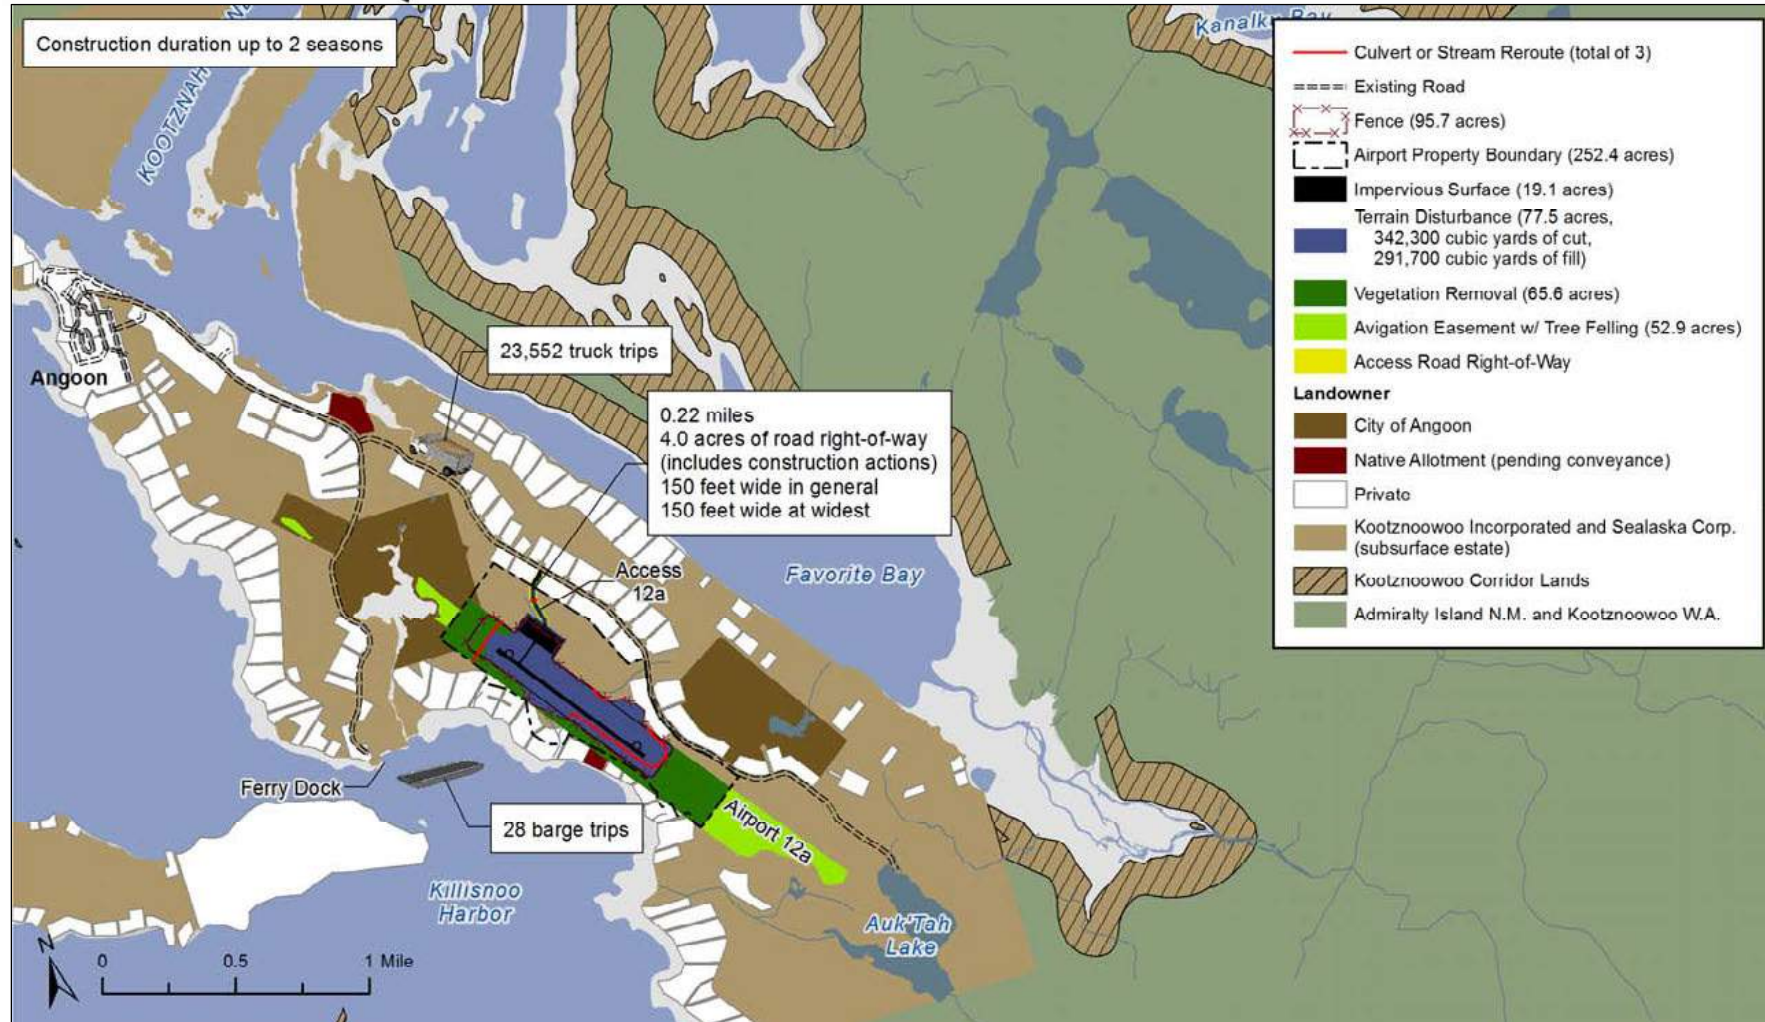 Construction duration up to 2 seasons
KOOTZNAH
Kanalku Bay
Culvert or Stream Reroute (total of 3)
Existing Road
Fence (95.7 acres)
Airport Property Boundary (252.4 acres)
Impervious Surface (19.1 acres)
Terrain Disturbance (77.5 acres,
342,300 cubic yards of cut,
291,700 cubic yards of fill)
Vegetation Removal (65.6 acres)
Avigation Easement w/ Tree Felling (52.9 acres)
Access Road Right-of-Way
Landowner
City of Angoon
Native Allotment (pending conveyance)
Private
Kootznoowoo Incorporated and Sealaska Corp.
(subsurface estate)
Kootznoowoo Corridor Lands
Admiralty Island N.M. and Kootznoowoo W.A.
23,552 truck trips
Angoon
0.22 miles
4.0 acres of road right-of-way
(includes construction actions)
150 feet wide in general
150 feet wide at widest
Access
12a
Favorite Bay
Ferry Dock
28 barge trips
Airport 12a
Killisnoo
Harbor
Auk'Tah
Lake
N
0 0.5 1 Mile